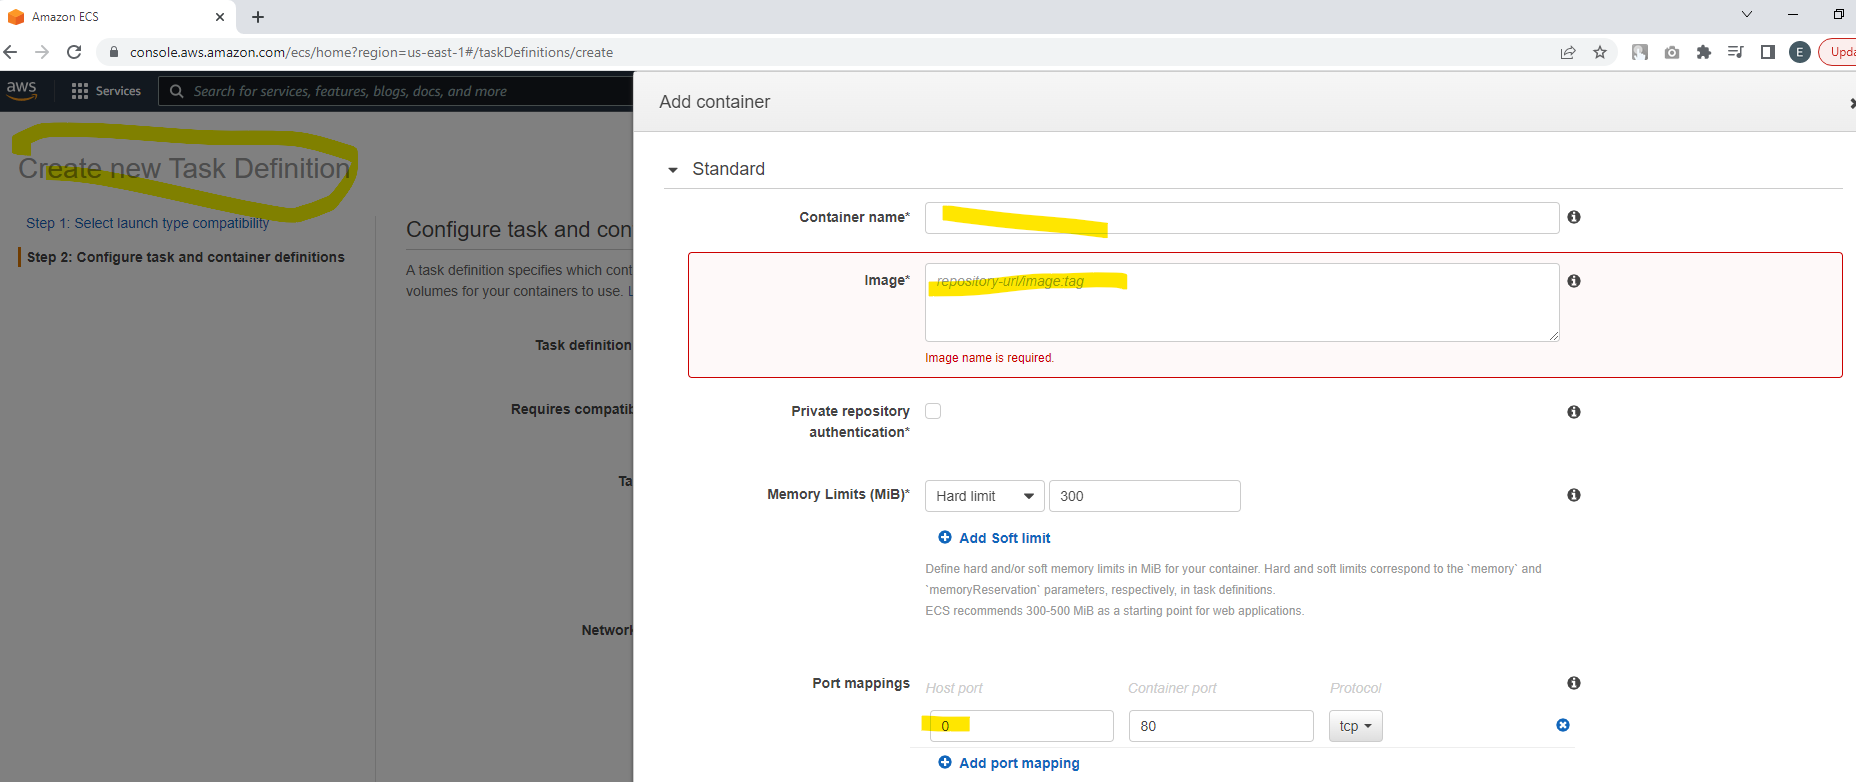 Amazon ECS
console.aws.amazon.com/ecs/home?region=us-east-1#/taskDefinitions/create
E
aws
Services
Search for services, features, blogs, docs, and more
Create new Task Definition
Step 1: Select launch type compatibility
Step 2: Configure task and container definitions
Configure task and con
A task definition specifies which cont
volumes for your containers to use. L
Task definition
Requires compatib
Ta
Network
Add container
Standard
Container name*
Image*
repository-url/image:tag
Image name is required.
Private repository
authentication*
Memory Limits (MiB)*
Hard limit
300
Add Soft limit
Define hard and/or soft memory limits in MiB for your container. Hard and soft limits correspond to the `memory` and
`memoryReservation` parameters, respectively, in task definitions.
ECS recommends 300-500 MiB as a starting point for web applications.
Port mappings
Host port
Container port
Protocol
0
80
tcp
Add port mapping